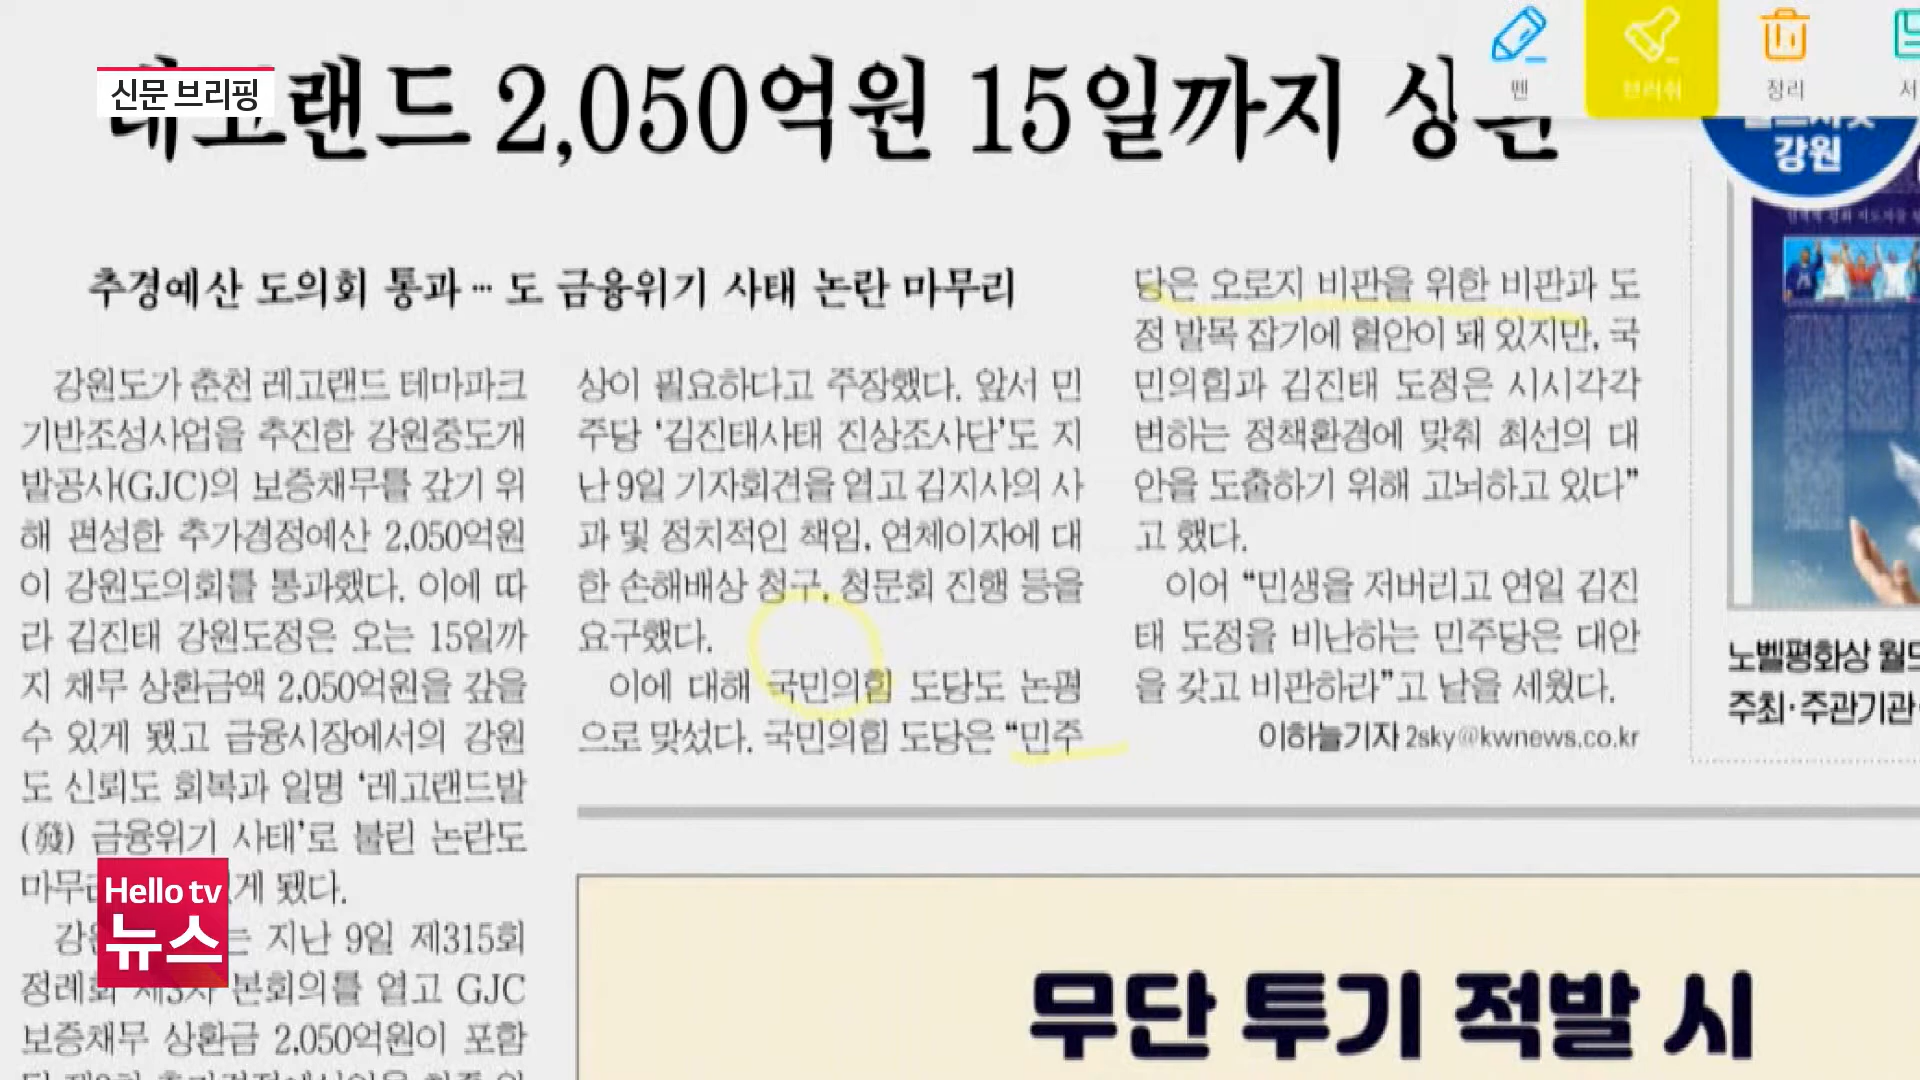 신문 브리핑
레고랜드 2,050억원 15일까지 상환
펜
브러쉬
정리
강원
추경예산 도의회 통과… 도 금융위기 사태 논란 마무리
강원도가 춘천 레고랜드 테마파크
기반조성사업을 추진한 강원중도개
발공사(GJC)의 보증채무를 갚기 위
해 편성한 추가경정예산 2,050억원
이 강원도의회를 통과했다. 이에 따
라 김진태 강원도정은 오는 15일까
지 채무 상환금액 2,050억원을 갚을
수 있게 됐고 금융시장에서의 강원
도 신뢰도 회복과 일명 ‘레고랜드발
(發) 금융위기 사태’로 불린 논란도
마무리 있게 됐다.
는 지난 9일 제315회
정례회 제3차 본회의를 열고 GJC
보증채무 상환금 2,050억원이 포함
상이 필요하다고 주장했다. 앞서 민
주당 ‘김진태사태 진상조사단’도 지
난 9일 기자회견을 열고 김지사의 사
과 및 정치적인 책임, 연체이자에 대
한 손해배상 청구, 청문회 진행 등을
요구했다.
이에 대해 국민의힘 도당도 논평
으로 맞섰다. 국민의힘 도당은 “민주
당은 오로지 비판을 위한 비판과 도
정 발목 잡기에 혈안이 돼 있지만, 국
민의힘과 김진태 도정은 시시각각
변하는 정책환경에 맞춰 최선의 대
안을 도출하기 위해 고뇌하고 있다”
고 했다.
이어 “민생을 저버리고 연일 김진
태 도정을 비난하는 민주당은 대안
을 갖고 비판하라”고 날을 세웠다.
이하늘기자 2sky@kwnews.co.kr
노벨평화상 월드
주최·주관기관
Hello tv
뉴스
무단 투기 적발 시